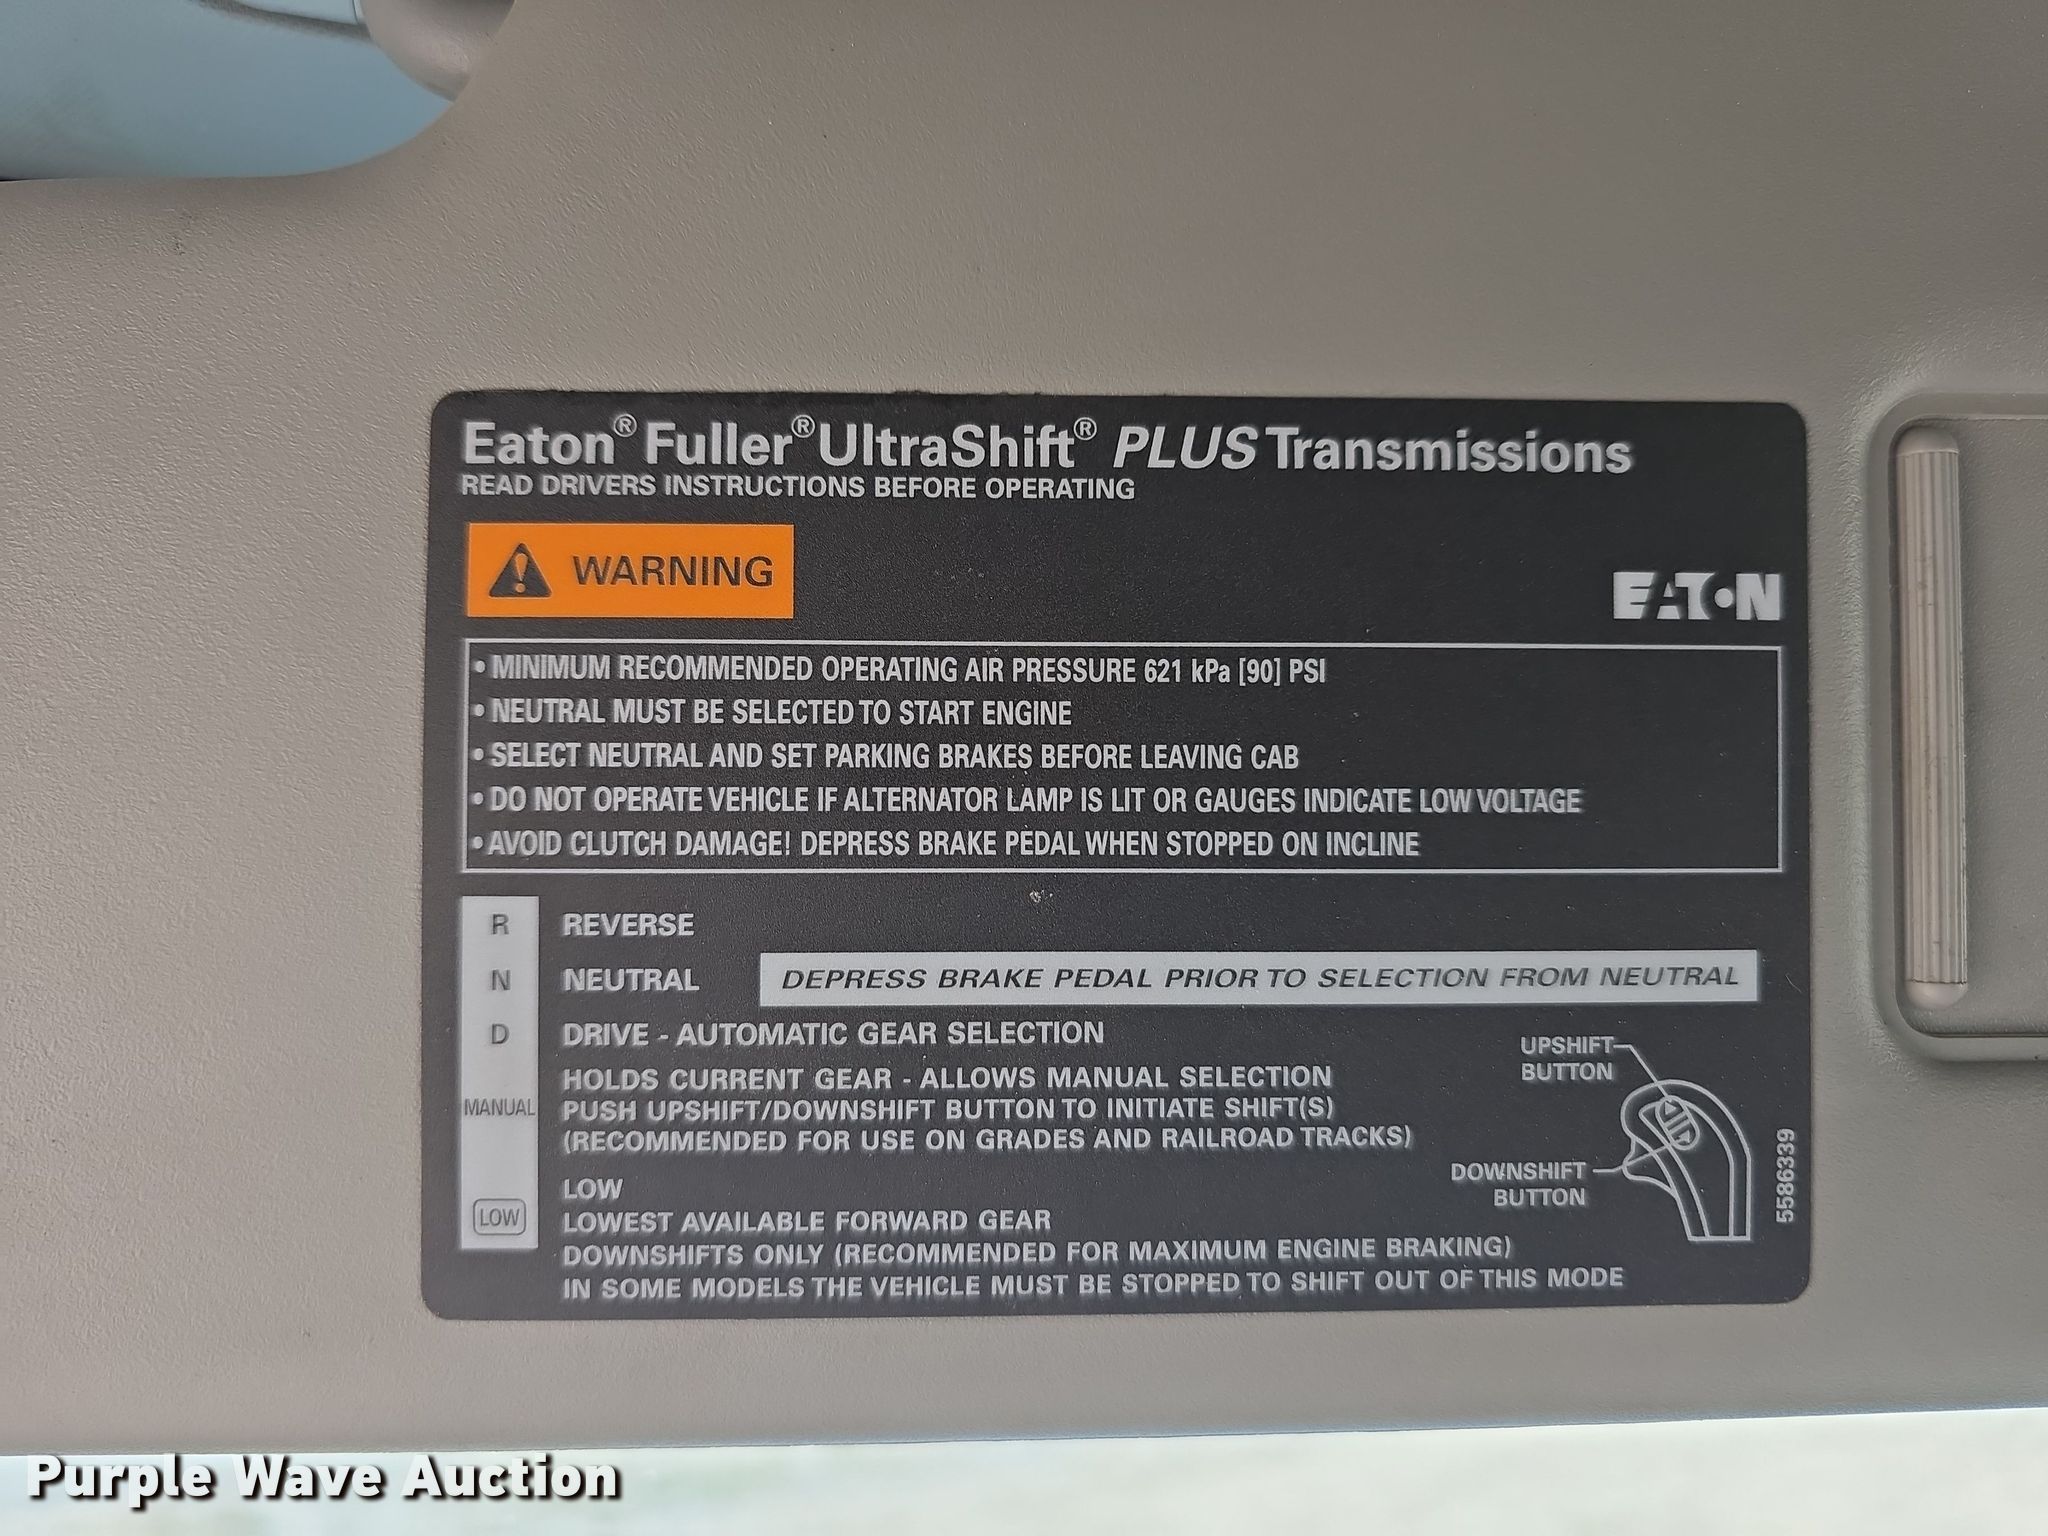 Eaton® Fuller® UltraShift® PLUS Transmissions
READ DRIVERS INSTRUCTIONS BEFORE OPERATING
WARNING
EATON
• MINIMUM RECOMMENDED OPERATING AIR PRESSURE 621 kPa [90] PSI
• NEUTRAL MUST BE SELECTED TO START ENGINE
• SELECT NEUTRAL AND SET PARKING BRAKES BEFORE LEAVING CAB
• DO NOT OPERATE VEHICLE IF ALTERNATOR LAMP IS LIT OR GAUGES INDICATE LOW VOLTAGE
• AVOID CLUTCH DAMAGE! DEPRESS BRAKE PEDAL WHEN STOPPED ON INCLINE
R REVERSE
N NEUTRAL DEPRESS BRAKE PEDAL PRIOR TO SELECTION FROM NEUTRAL
D DRIVE - AUTOMATIC GEAR SELECTION
HOLDS CURRENT GEAR - ALLOWS MANUAL SELECTION
MANUAL PUSH UPSHIFT/DOWNSHIFT BUTTON TO INITIATE SHIFT(S)
(RECOMMENDED FOR USE ON GRADES AND RAILROAD TRACKS)
LOW
LOW LOWEST AVAILABLE FORWARD GEAR
DOWNSHIFTS ONLY (RECOMMENDED FOR MAXIMUM ENGINE BRAKING)
IN SOME MODELS THE VEHICLE MUST BE STOPPED TO SHIFT OUT OF THIS MODE
UPSHIFT
BUTTON
DOWNSHIFT
BUTTON
5586339
Purple Wave Auction